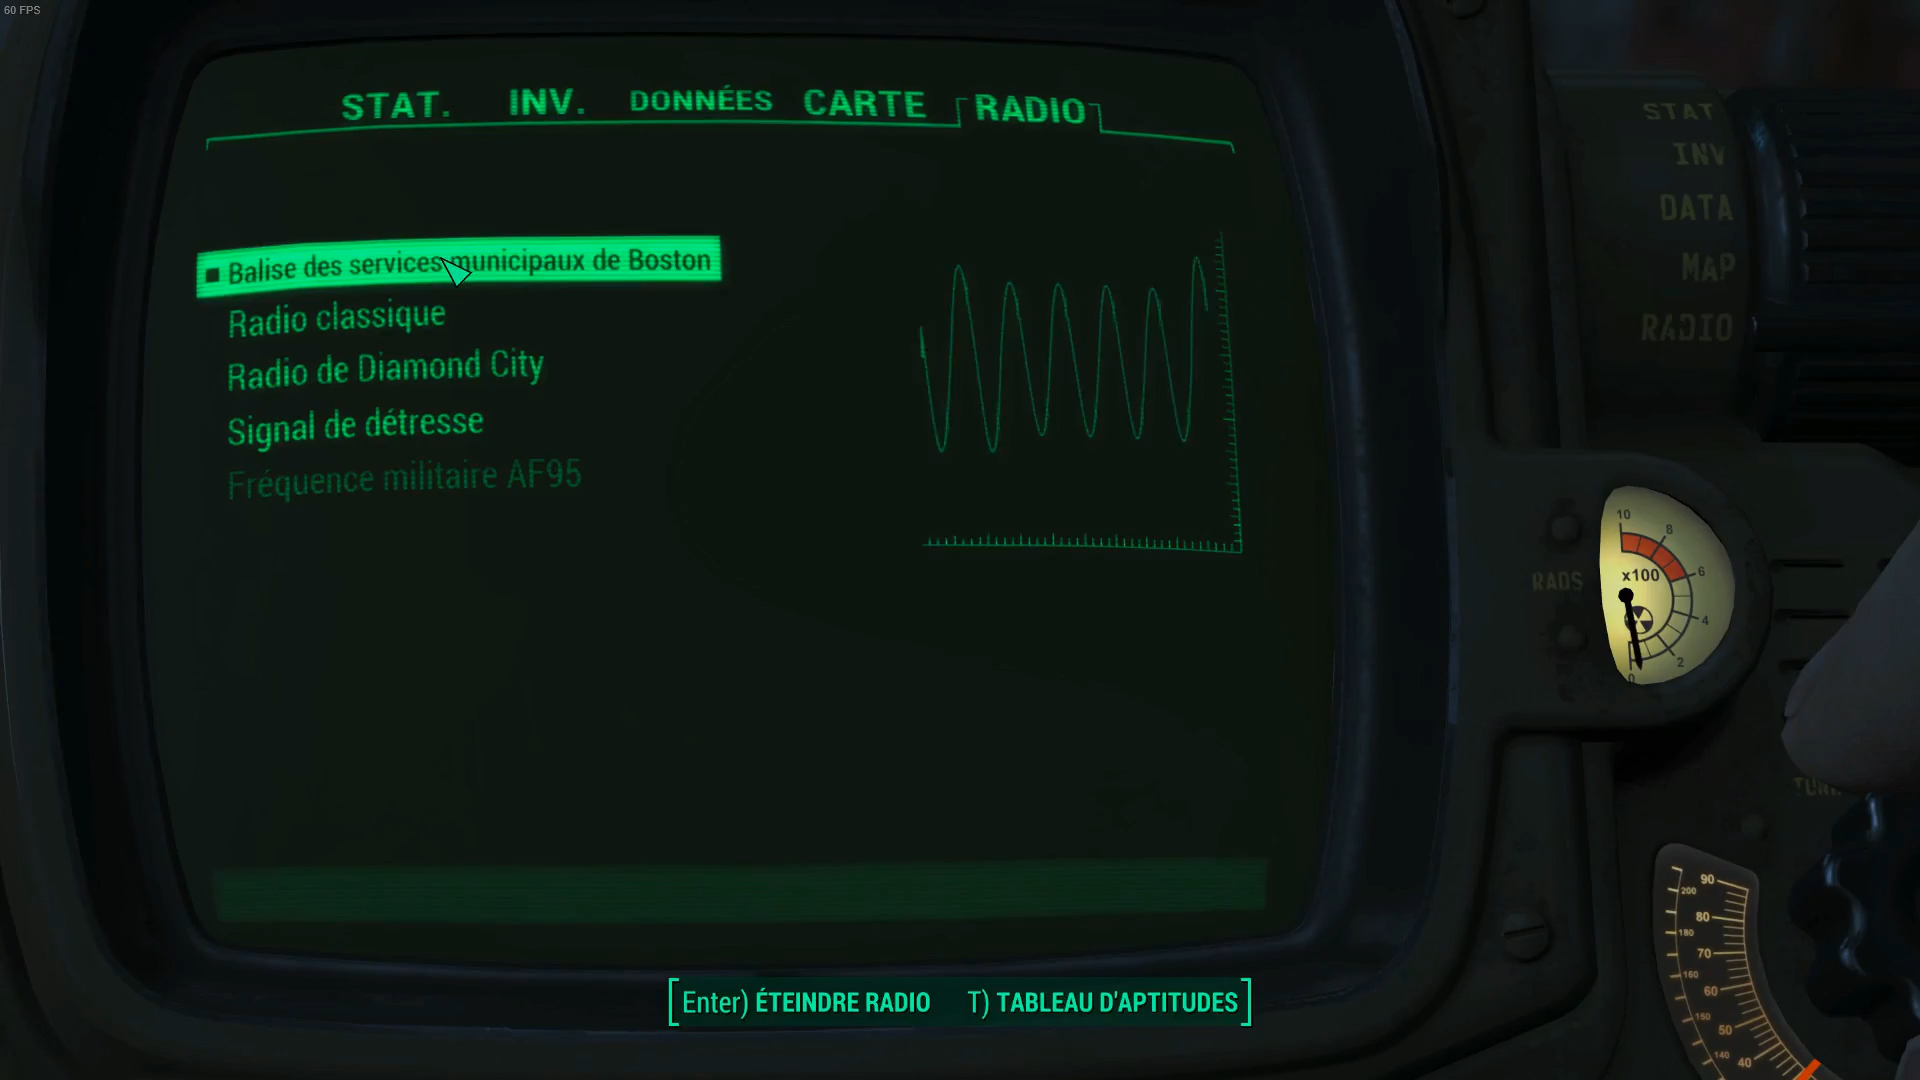 60 FPS
STAT. INV. DONNÉES CARTE RADIO
Balise des services municipaux de Boston
Radio classique
Radio de Diamond City
Signal de détresse
Fréquence militaire AF95
STAT
INV
DATA
MAP
RADIO
RADS
10
8
6
x100
4
2
0
90
200
80
180
70
160
60
150
50
140
40
Enter) ÉTEINDRE RADIO T) TABLEAU D'APTITUDES